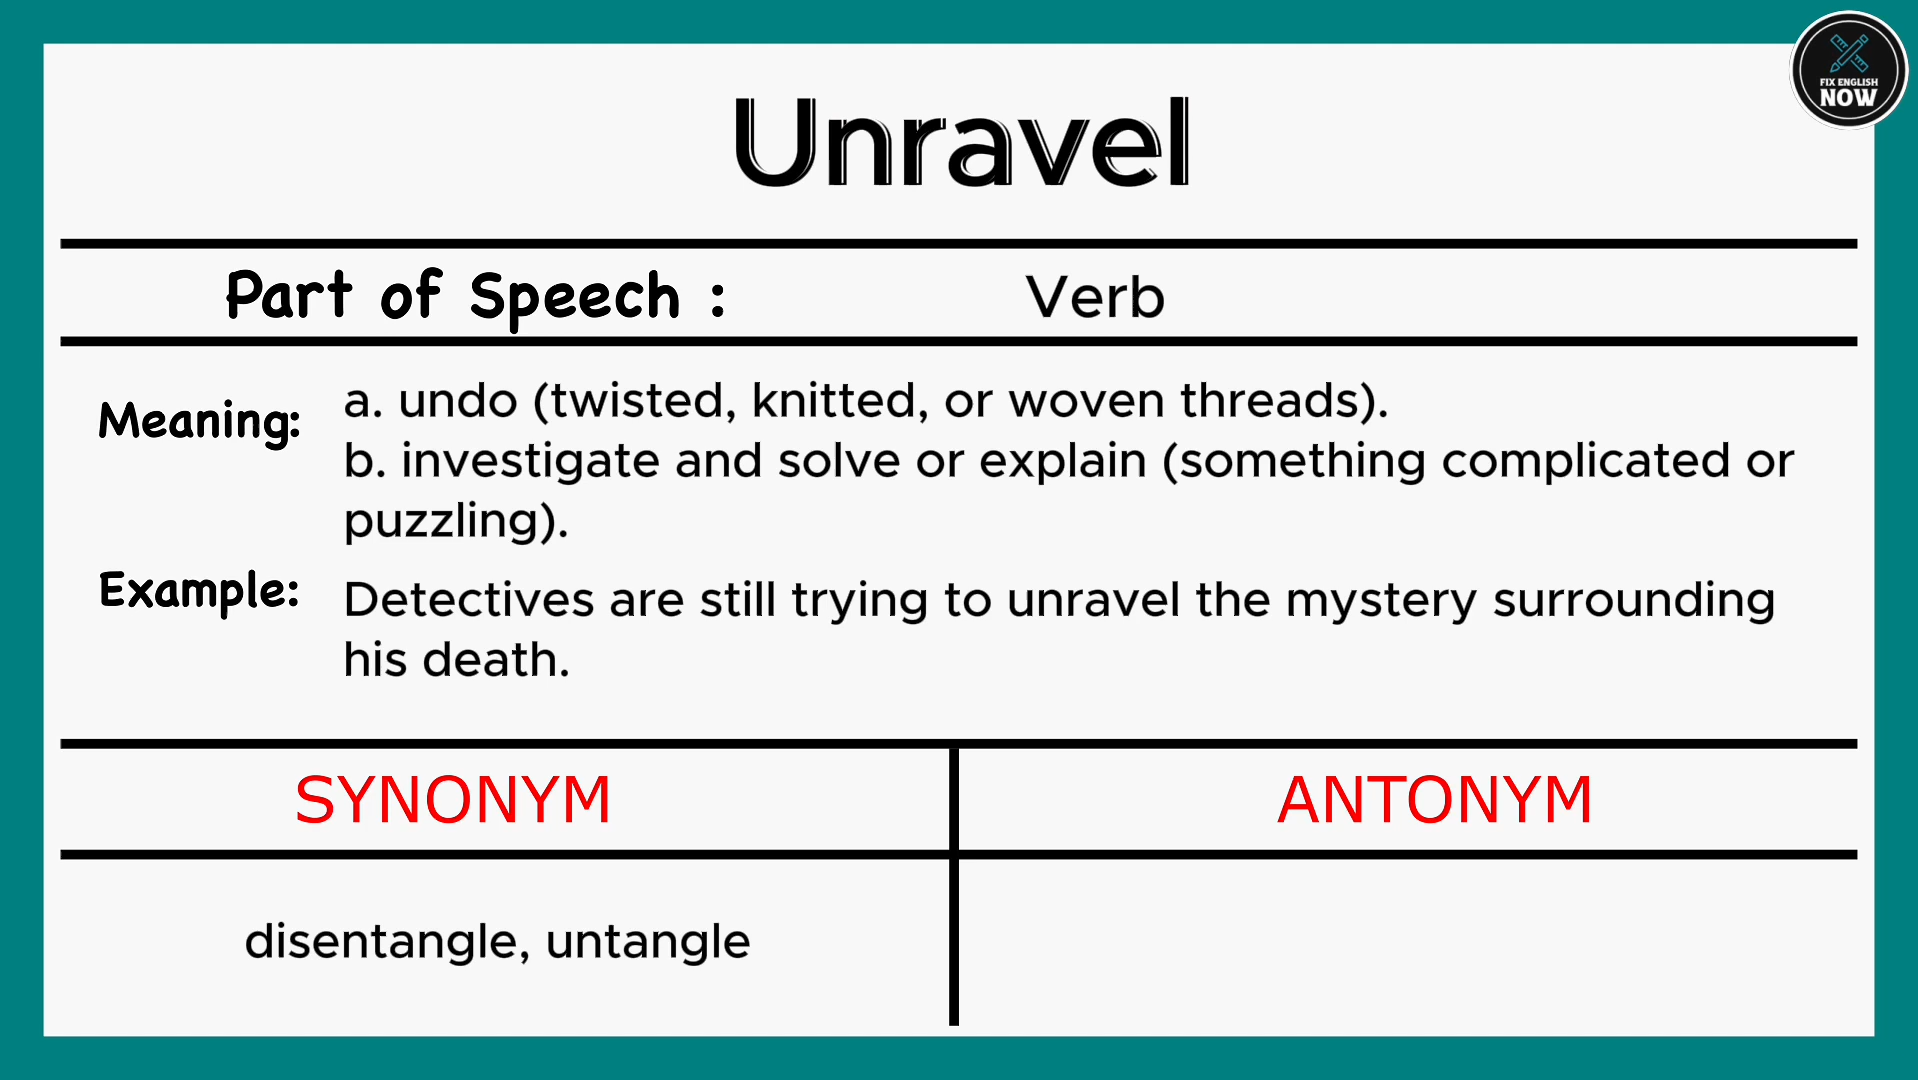 FIX ENGLISH
NOW
Unravel
Part of Speech : Verb
Meaning: a. undo (twisted, knitted, or woven threads).
b. investigate and solve or explain (something complicated or
puzzling).
Example: Detectives are still trying to unravel the mystery surrounding
his death.
SYNONYM ANTONYM
disentangle, untangle